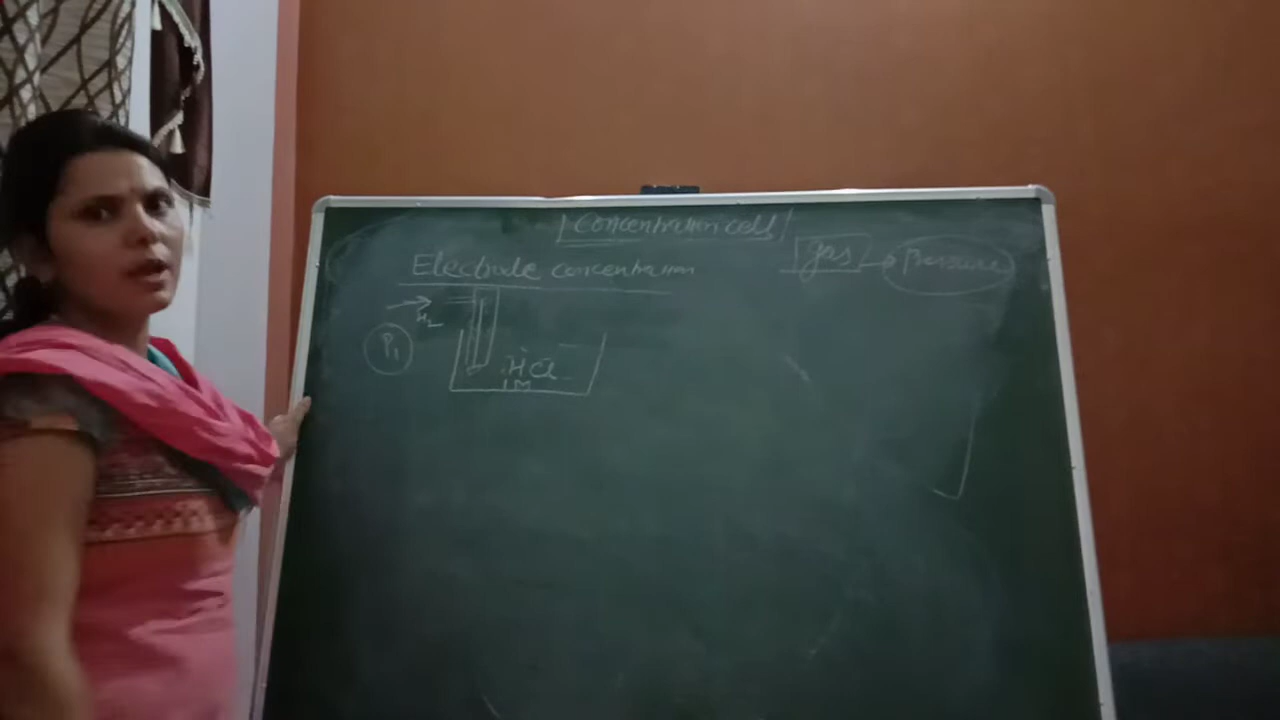 Concentration cell
gas → Pressure
Electrode concentration
H2
P1
HCl
1M